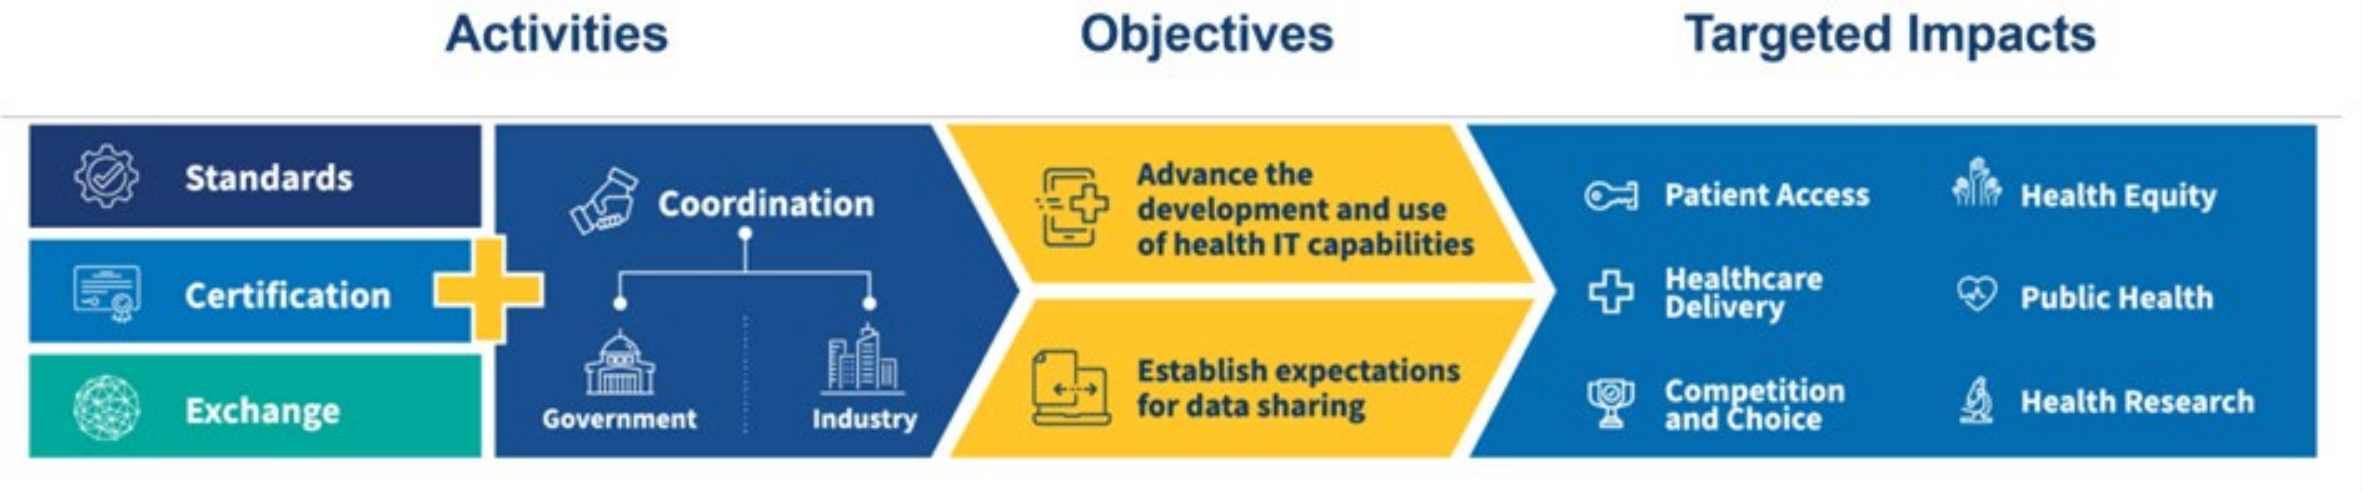 Activities
Objectives
Targeted Impacts
Standards
Certification
Exchange
Coordination
Government
Industry
Advance the
development and use
of health IT capabilities
Establish expectations
for data sharing
Patient Access
Healthcare
Delivery
Competition
and Choice
Health Equity
Public Health
Health Research